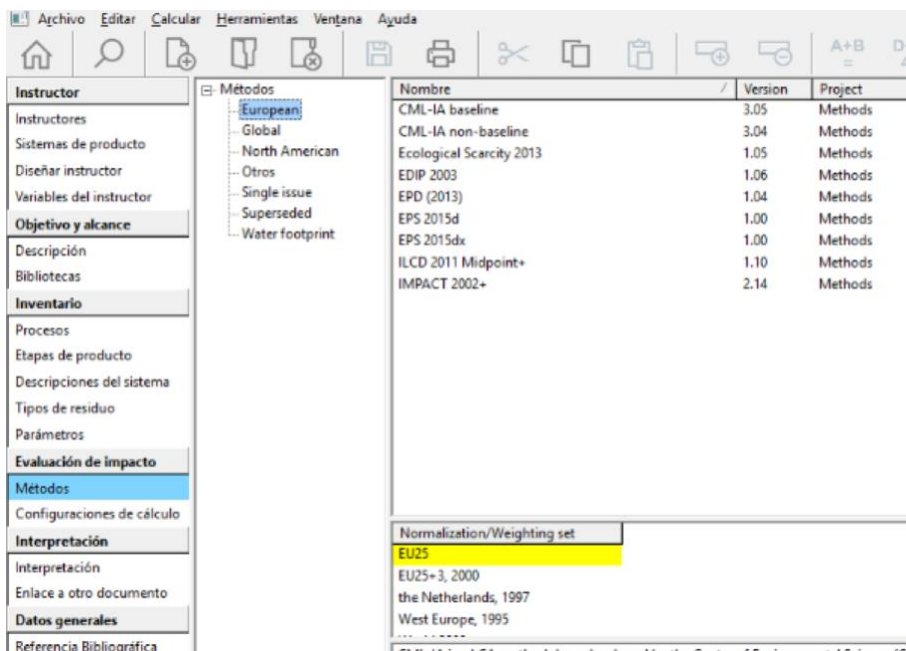 Archivo Editar Calcular Herramientas Ventana Ayuda
A+B
=
Instructor
Instructores
Sistemas de producto
Diseñar instructor
Variables del instructor
Objetivo y alcance
Descripción
Bibliotecas
Inventario
Procesos
Etapas de producto
Descripciones del sistema
Tipos de residuo
Parámetros
Evaluación de impacto
Métodos
Configuraciones de cálculo
Interpretación
Interpretación
Enlace a otro documento
Datos generales
Referencia Bibliográfica
Métodos
European
Global
North American
Otros
Single issue
Superseded
Water footprint
Nombre / Version Project
CML-IA baseline 3.05 Methods
CML-IA non-baseline 3.04 Methods
Ecological Scarcity 2013 1.05 Methods
EDIP 2003 1.06 Methods
EPD (2013) 1.04 Methods
EPS 2015d 1.00 Methods
EPS 2015dx 1.00 Methods
ILCD 2011 Midpoint+ 1.10 Methods
IMPACT 2002+ 2.14 Methods
Normalization/Weighting set
EU25
EU25+3, 2000
the Netherlands, 1997
West Europe, 1995